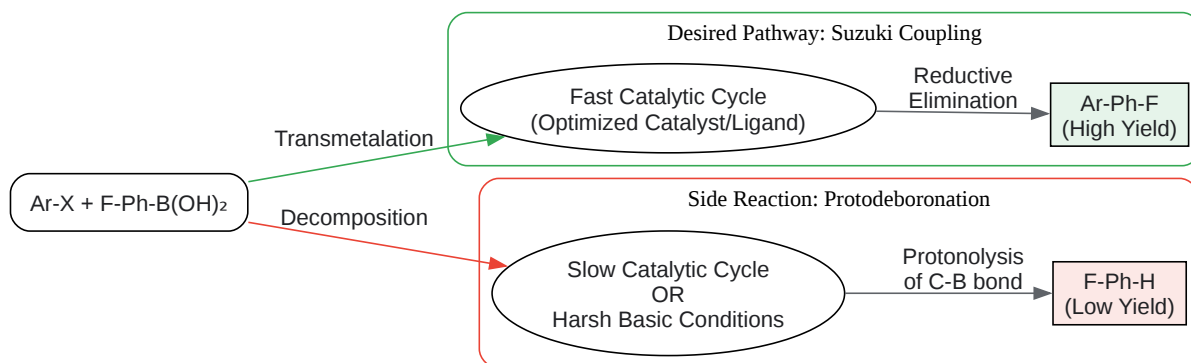 Desired Pathway: Suzuki Coupling
Fast Catalytic Cycle
(Optimized Catalyst/Ligand)
Reductive
Elimination
Ar-Ph-F
(High Yield)
Transmetalation
Ar-X + F-Ph-B(OH)₂
Decomposition
Side Reaction: Protodeboronation
Slow Catalytic Cycle
OR
Harsh Basic Conditions
Protonolysis
of C-B bond
F-Ph-H
(Low Yield)